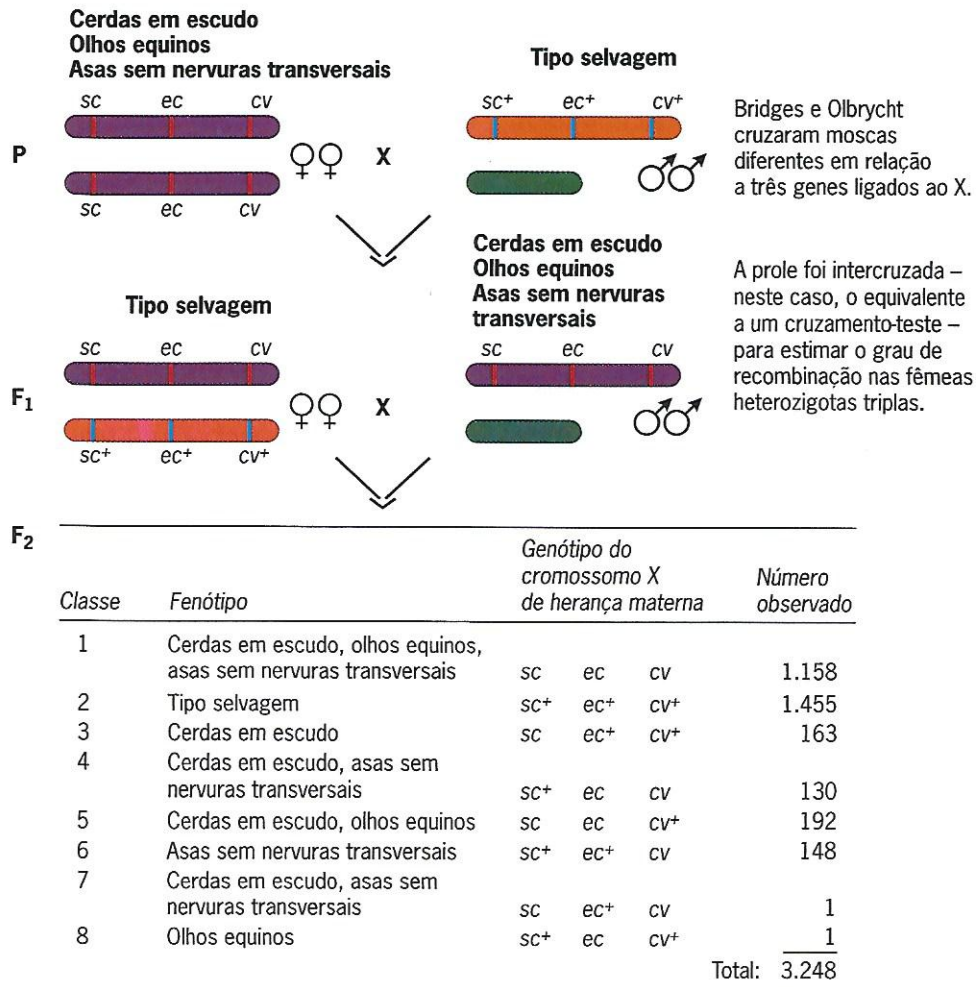 Cerdas em escudo
Olhos equinos
Asas sem nervuras transversais
Tipo selvagem
sc ec cv
sc+ ec+ cv+
P
X
sc ec cv
Bridges e Olbrycht
cruzaram moscas
diferentes em relação
a três genes ligados ao X.
Tipo selvagem
Cerdas em escudo
Olhos equinos
Asas sem nervuras
transversais
sc ec cv
sc ec cv
F1
X
sc+ ec+ cv+
A prole foi intercruzada –
neste caso, o equivalente
a um cruzamento-teste –
para estimar o grau de
recombinação nas fêmeas
heterozigotas triplas.
F2
Classe Fenótipo Genótipo do
cromossomo X
de herança materna Número
observado
1 Cerdas em escudo, olhos equinos,
asas sem nervuras transversais sc ec cv 1.158
2 Tipo selvagem sc+ ec+ cv+ 1.455
3 Cerdas em escudo sc ec+ cv+ 163
4 Cerdas em escudo, asas sem
nervuras transversais sc+ ec cv 130
5 Cerdas em escudo, olhos equinos sc ec cv+ 192
6 Asas sem nervuras transversais sc+ ec+ cv 148
7 Cerdas em escudo, asas sem
nervuras transversais sc ec+ cv 1
8 Olhos equinos sc+ ec cv+ 1
Total: 3.248